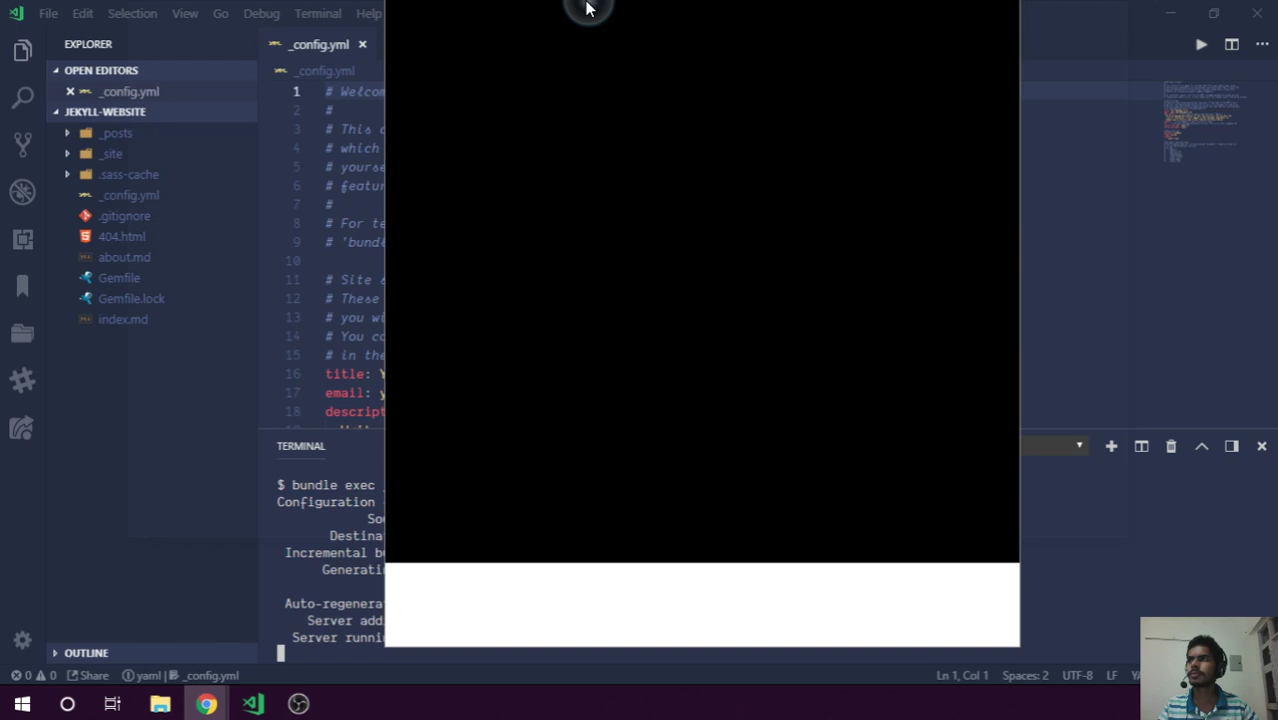 File Edit Selection View Go Debug Terminal Help
EXPLORER
_config.yml
OPEN EDITORS
_config.yml
_config.yml
JEKYLL-WEBSITE
_posts
_site
.sass-cache
_config.yml
.gitignore
404.html
about.md
Gemfile
Gemfile.lock
index.md
OUTLINE
1 # Welcom
2 #
3 # This c
4 # which
5 # yourse
6 # featur
7 #
8 # For te
9 # 'bundl
10
11 # Site s
12 # These
13 # you wi
14 # You co
15 # in the
16 title: Y
17 email: y
18 descript
TERMINAL
$ bundle exec
Configuration
Sou
Destinat
Incremental bu
Generati
Auto-regenera
Server add
Server runni
0 0 Share yaml | _config.yml
Ln 1, Col 1 Spaces: 2 UTF-8 LF